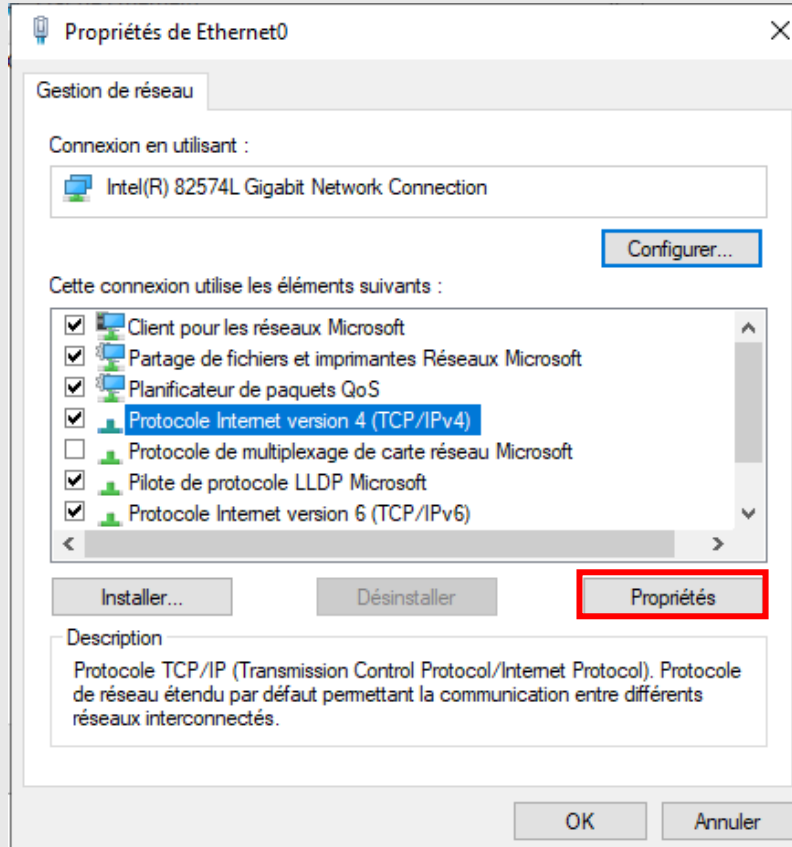 Propriétés de Ethernet0
Gestion de réseau
Connexion en utilisant :
Intel(R) 82574L Gigabit Network Connection
Configurer...
Cette connexion utilise les éléments suivants :
Client pour les réseaux Microsoft
Partage de fichiers et imprimantes Réseaux Microsoft
Planificateur de paquets QoS
Protocole Internet version 4 (TCP/IPv4)
Protocole de multiplexage de carte réseau Microsoft
Pilote de protocole LLDP Microsoft
Protocole Internet version 6 (TCP/IPv6)
Installer...
Désinstaller
Propriétés
Description
Protocole TCP/IP (Transmission Control Protocol/Internet Protocol). Protocole
de réseau étendu par défaut permettant la communication entre différents
réseaux interconnectés.
OK
Annuler